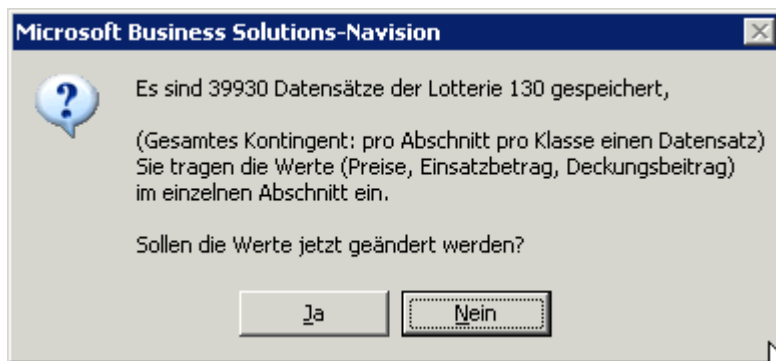 Microsoft Business Solutions-Navision
Es sind 39930 Datensätze der Lotterie 130 gespeichert,
(Gesamtes Kontingent: pro Abschnitt pro Klasse einen Datensatz)
Sie tragen die Werte (Preise, Einsatzbetrag, Deckungsbeitrag)
im einzelnen Abschnitt ein.
Sollen die Werte jetzt geändert werden?
Ja
Nein